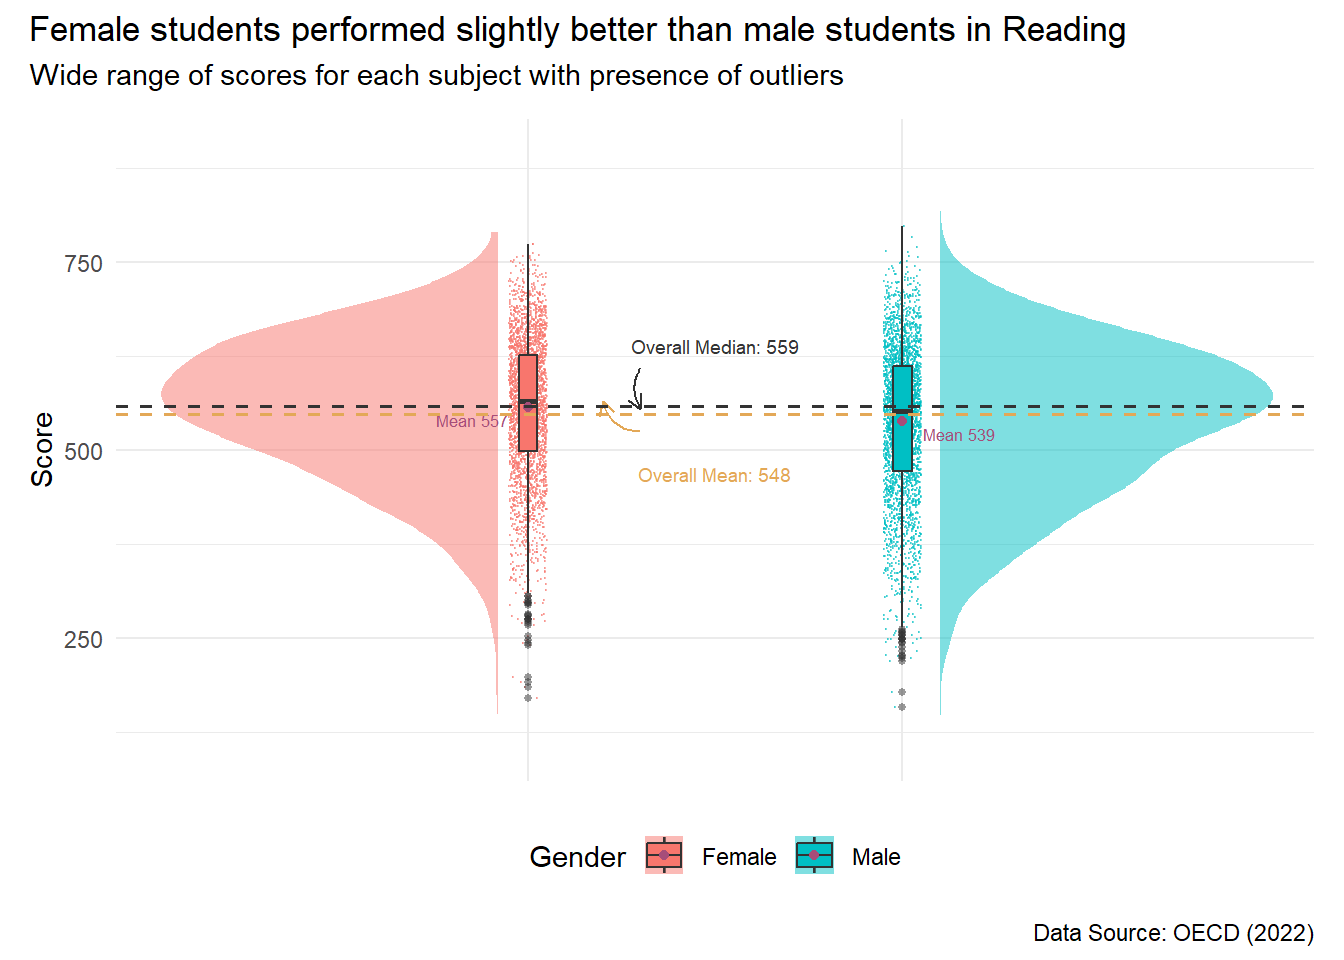 Female students performed slightly better than male students in Reading
Wide range of scores for each subject with presence of outliers
Score
750
500
250
Overall Median: 559
Mean 557
Mean 539
Overall Mean: 548
Gender Female Male
Data Source: OECD (2022)